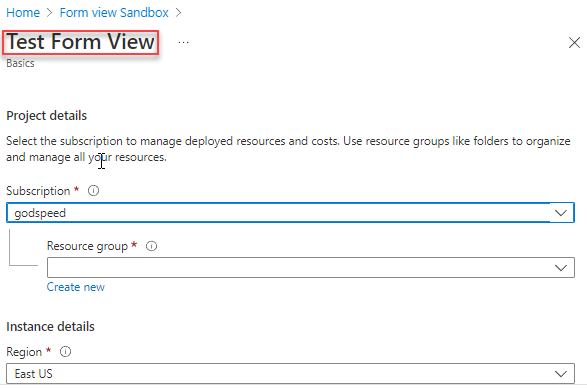 Home > Form view Sandbox >
Test Form View ...
Basics
Project details
Select the subscription to manage deployed resources and costs. Use resource groups like folders to organize
and manage all your resources.
Subscription *
godspeed
Resource group *
Create new
Instance details
Region *
East US